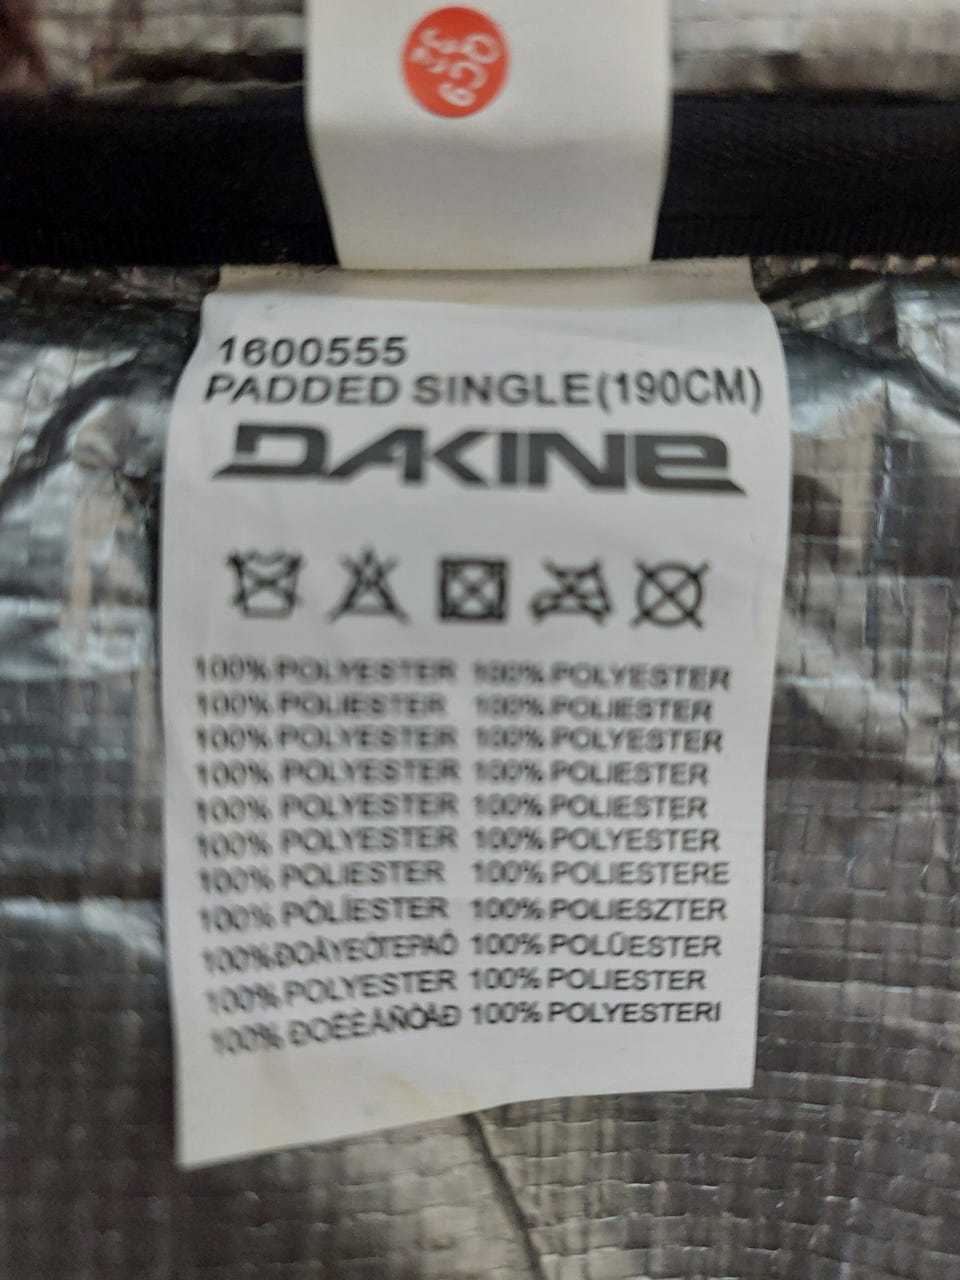 1600555
PADDED SINGLE(190CM)
DAKINE
100% POLYESTER 100% POLYESTER
100% POLIESTER 100% POLIESTER
100% POLYESTER 100% POLYESTER
100% POLYESTER 100% POLIESTER
100% POLYESTER 100% POLIESTER
100% POLYESTER 100% POLYESTER
100% POLIESTER 100% POLIESTERE
100% PÓLÍESTER 100% POLIESZTER
100% 100% POLÜESTER
100% POLYESTER 100% POLIESTER
100% 100% POLYESTERI